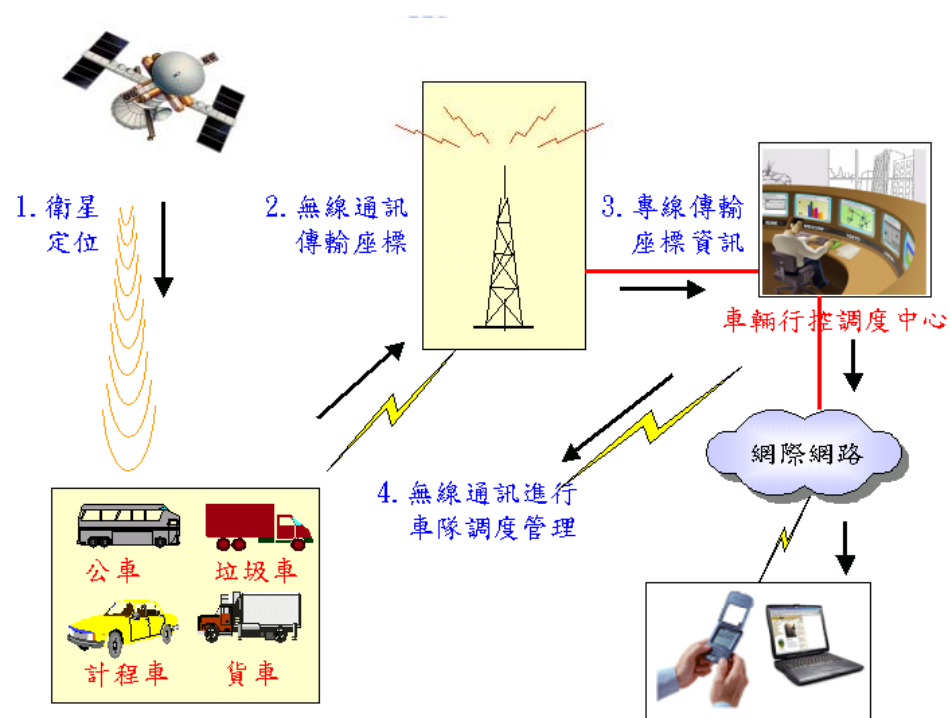 1. 衛星
定位
2. 無線通訊
傳輸座標
3. 專線傳輸
座標資訊
車輛行控調度中心
網際網路
4. 無線通訊進行
車隊調度管理
公車
垃圾車
計程車
貨車